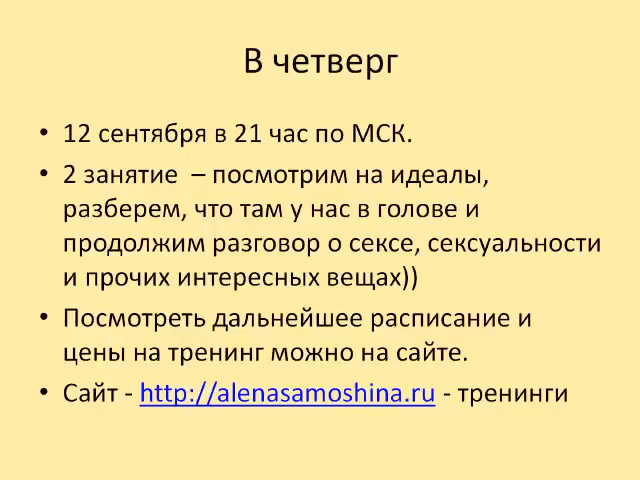 В четверг
• 12 сентября в 21 час по МСК.
• 2 занятие – посмотрим на идеалы,
разберем, что там у нас в голове и
продолжим разговор о сексе, сексуальности
и прочих интересных вещах))
• Посмотреть дальнейшее расписание и
цены на тренинг можно на сайте.
• Сайт - http://alenasamoshina.ru - тренинги